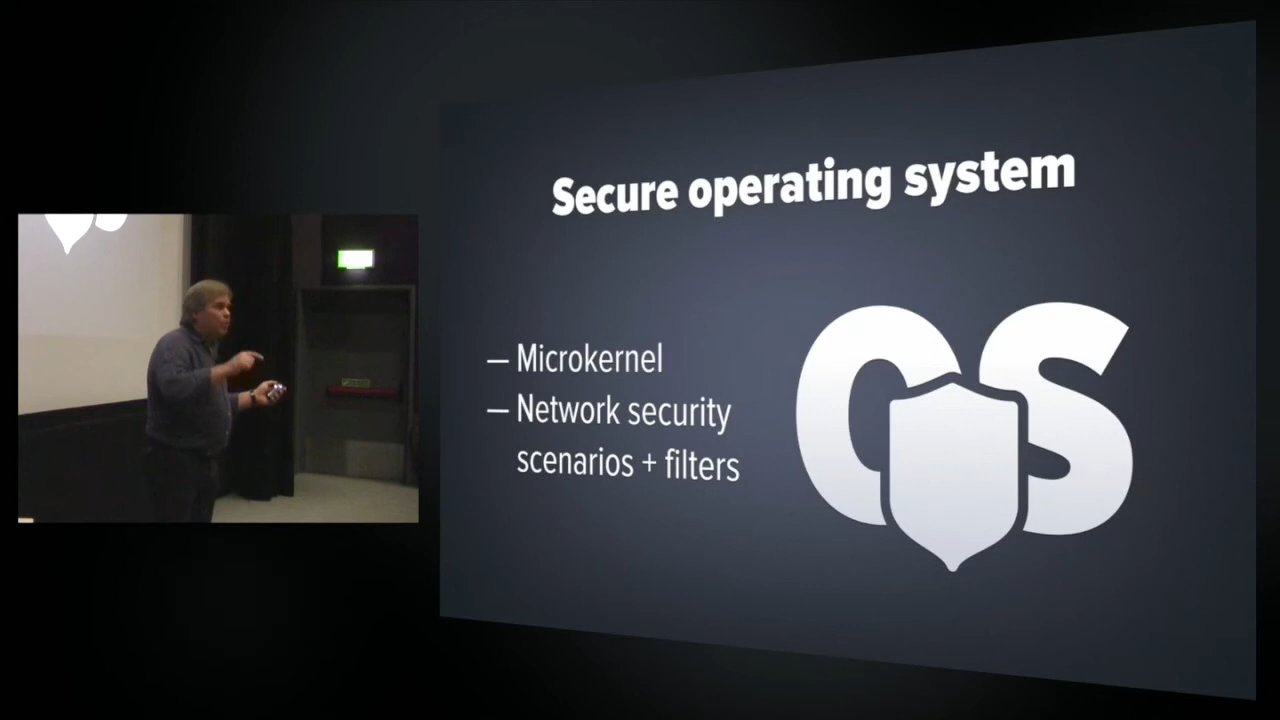 Secure operating system
— Microkernel
— Network security
scenarios + filters
OS